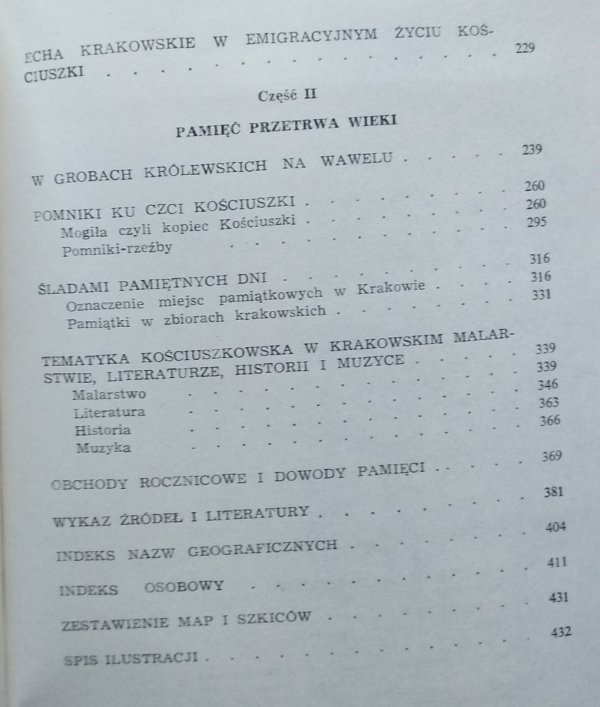 ECHA KRAKOWSKIE W EMIGRACYJNYM ŻYCIU KOŚ-
CIUSZKI . . . . . . . . . . . . . 229
Część II
PAMIĘĆ PRZETRWA WIEKI
W GROBACH KRÓLEWSKICH NA WAWELU . . . . 239
POMNIKI KU CZCI KOŚCIUSZKI . . . . . . . 260
Mogiła czyli kopiec Kościuszki . . . . . . . 260
Pomniki-rzeźby . . . . . . . . . 295
ŚLADAMI PAMIĘTNYCH DNI . . . . . . . . 316
Oznaczenie miejsc pamiątkowych w Krakowie . . . . 316
Pamiątki w zbiorach krakowskich . . . . . . 331
TEMATYKA KOŚCIUSZKOWSKA W KRAKOWSKIM MALAR-
STWIE, LITERATURZE, HISTORII I MUZYCE . . . . 339
Malarstwo . . . . . . . . . . 339
Literatura . . . . . . . . . . 346
Historia . . . . . . . . . . 363
Muzyka . . . . . . . . . . 366
OBCHODY ROCZNICOWE I DOWODY PAMIĘCI . . . . 369
WYKAZ ŹRÓDEŁ I LITERATURY . . . . . . . 381
INDEKS NAZW GEOGRAFICZNYCH . . . . . . 404
INDEKS OSOBOWY . . . . . . . . . 411
ZESTAWIENIE MAP I SZKICÓW . . . . . . . 431
SPIS ILUSTRACJI . . . . . . . . . . 432